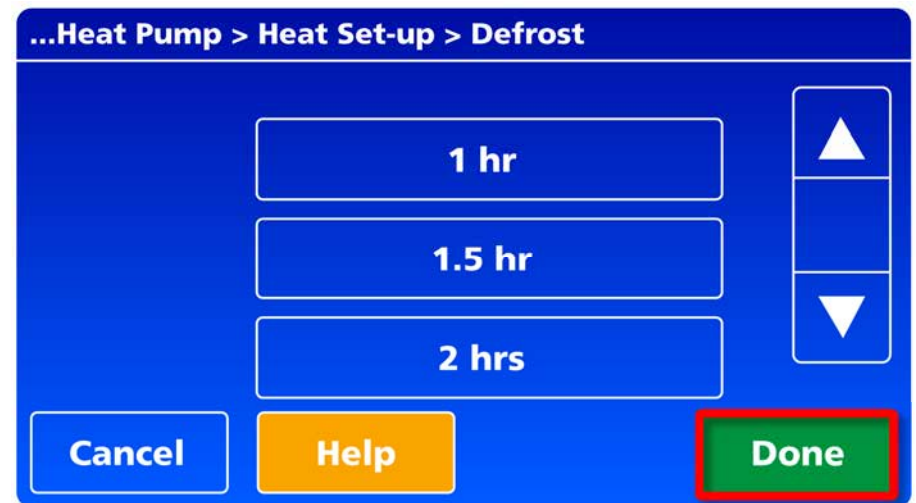 ...Heat Pump > Heat Set-up > Defrost
1 hr
1.5 hr
2 hrs
Cancel
Help
Done